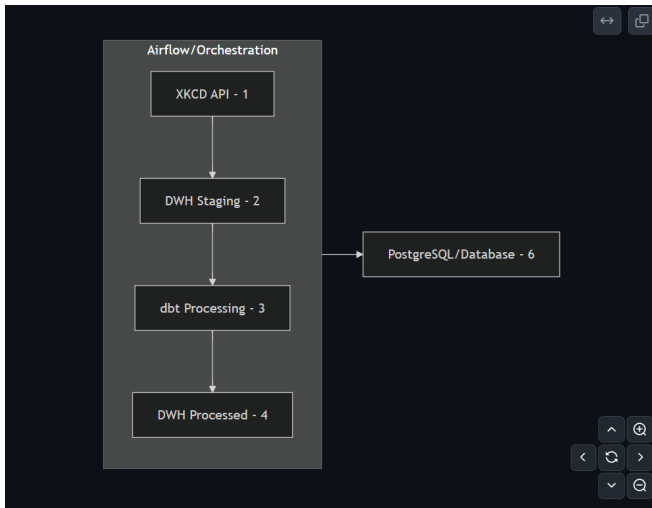 Airflow/Orchestration
XKCD API - 1
DWH Staging - 2
PostgreSQL/Database - 6
dbt Processing - 3
DWH Processed - 4